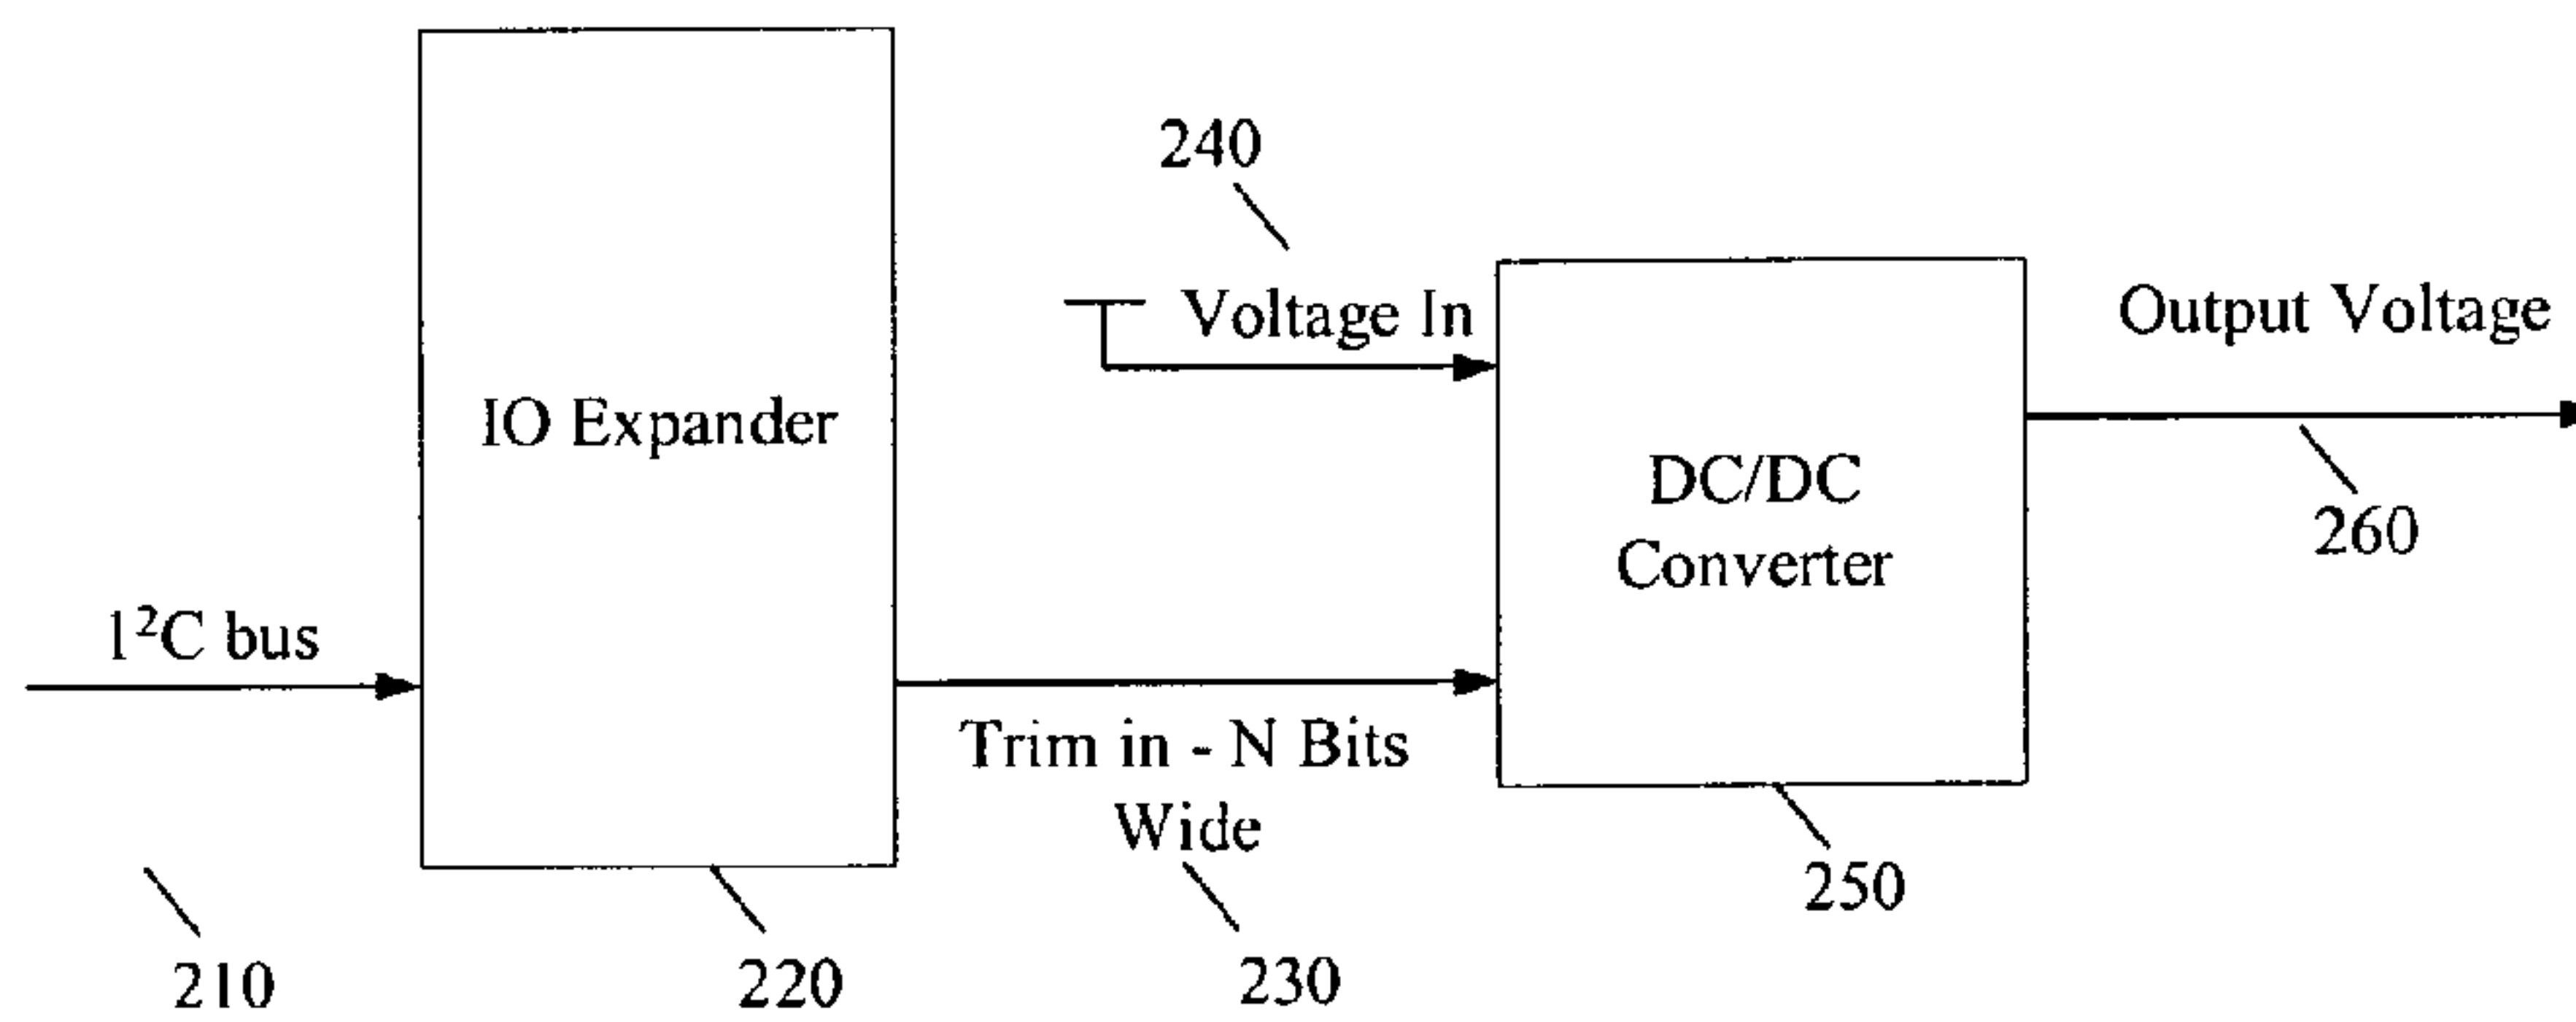 240
Voltage In
Output Voltage
IO Expander
DC/DC
Converter
260
I²C bus
Trim in - N Bits
Wide
250
210
220
230